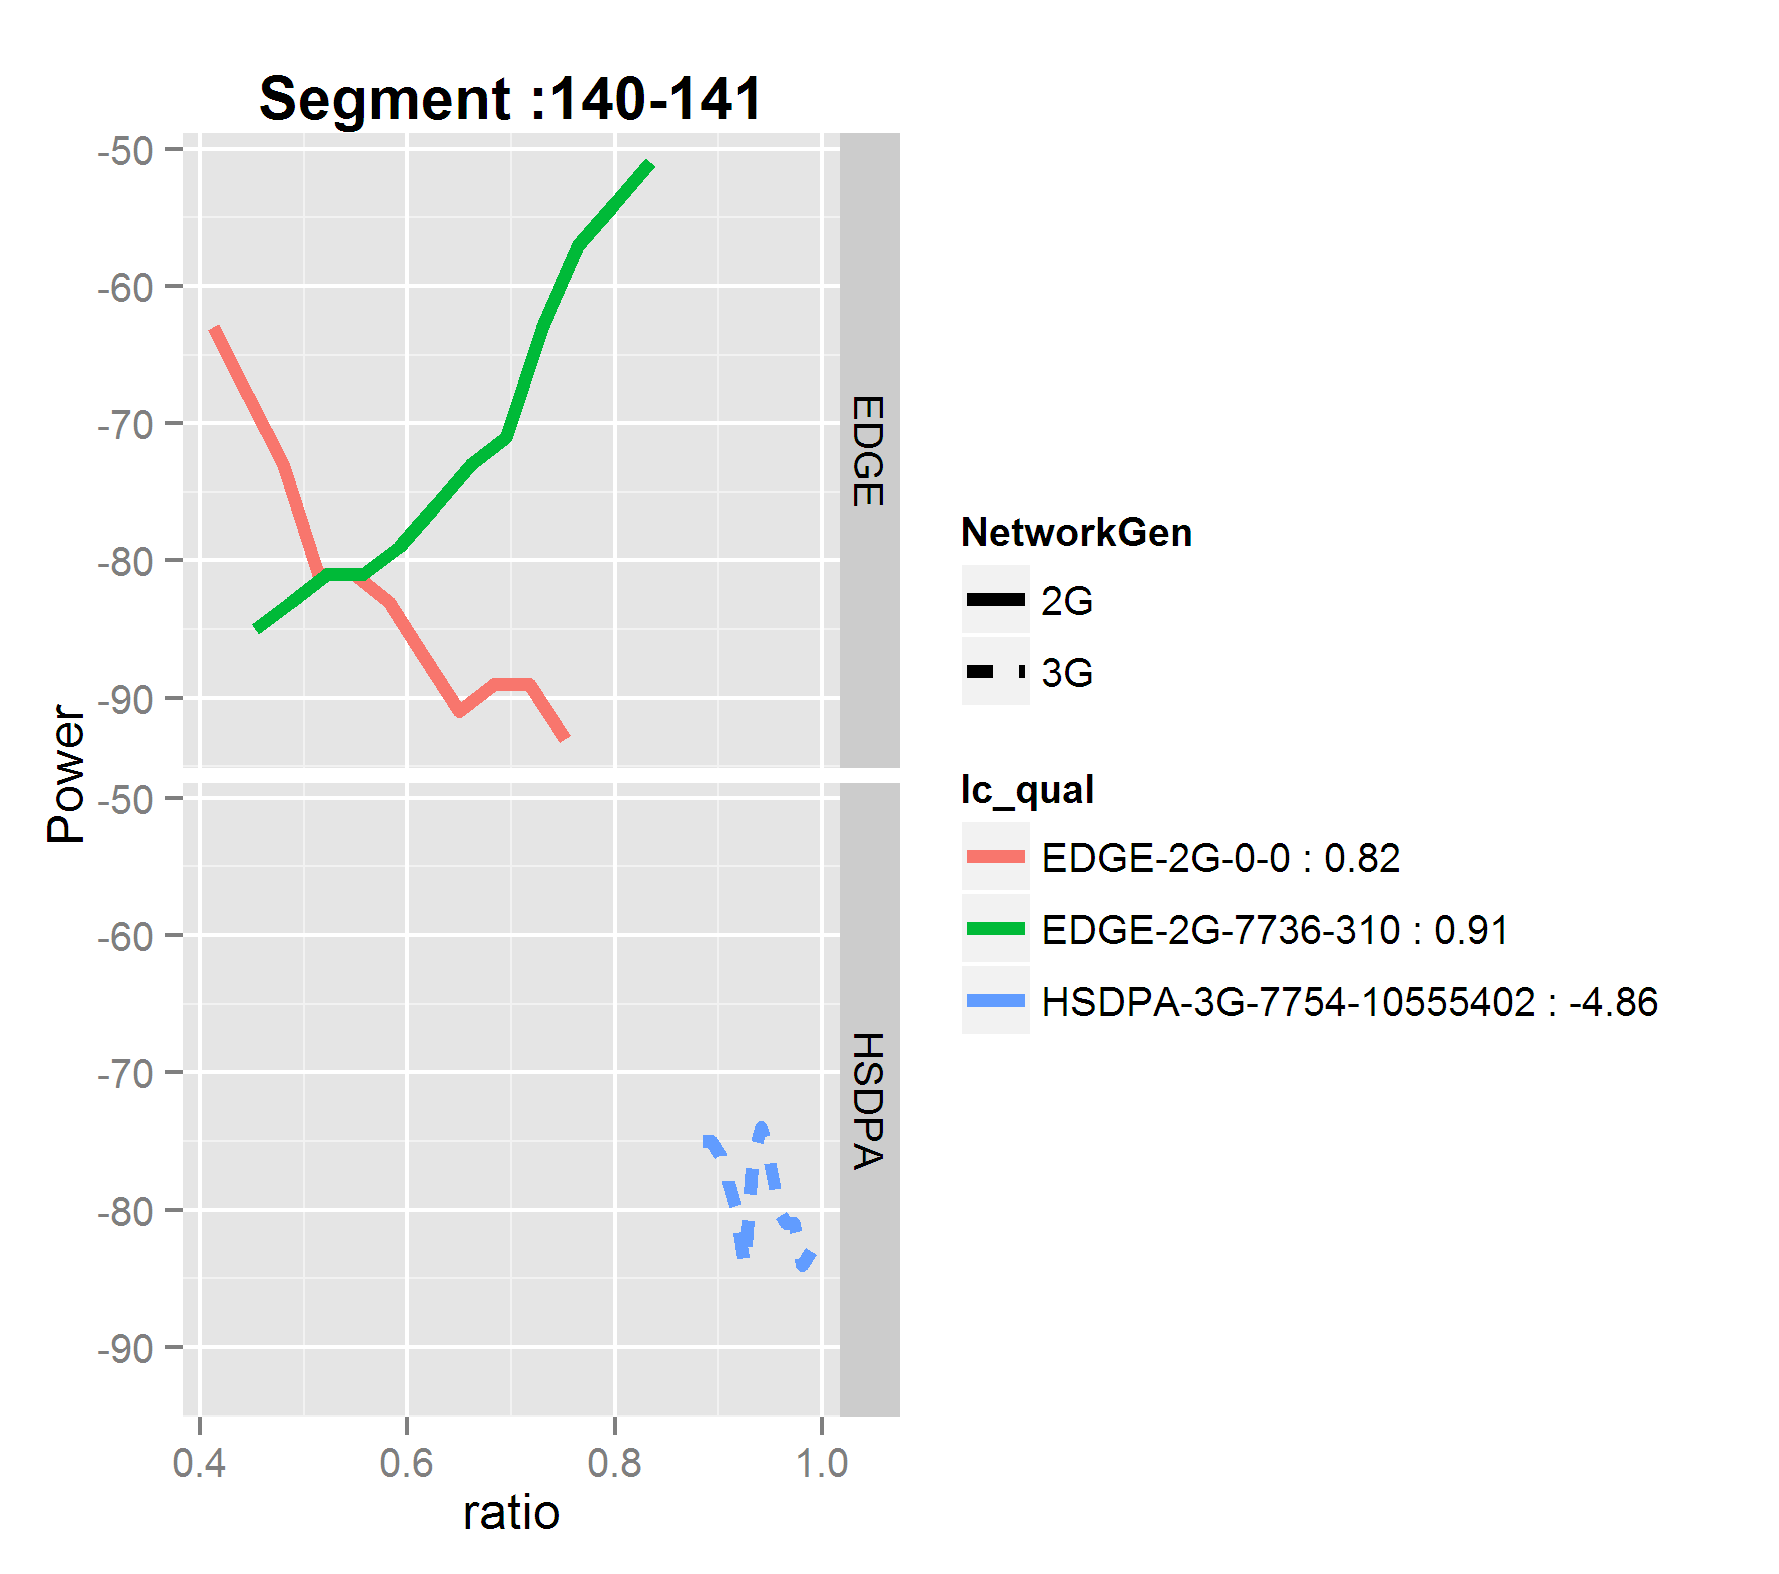 Segment :140-141
-50
-60
-70
-80
-90
EDGE
-50
-60
-70
-80
-90
HSDPA
Power
0.4 0.6 0.8 1.0
ratio
NetworkGen
2G
3G
lc_qual
EDGE-2G-0-0 : 0.82
EDGE-2G-7736-310 : 0.91
HSDPA-3G-7754-10555402 : -4.86